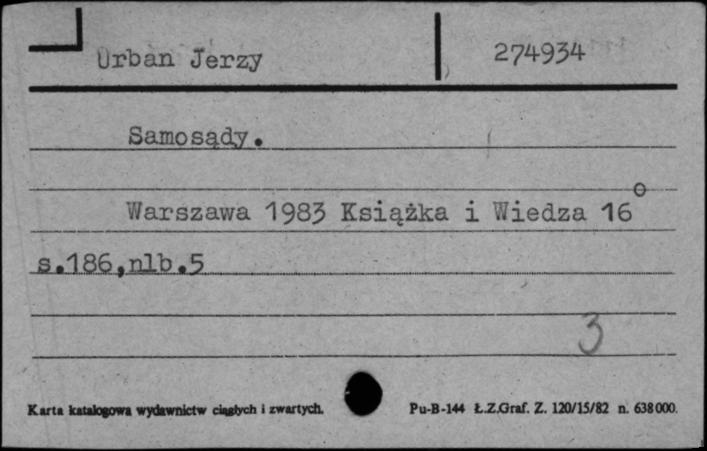 Urban Jerzy 274934
Samosądy.
Warszawa 1983 Książka i Wiedza 16°
s.186,nlb.5
3
Karta katalogowa wydawnictw ciągłych i zwartych. Pu-B-144 Ł.Z.Graf. Z. 120/15/82 n. 638000.